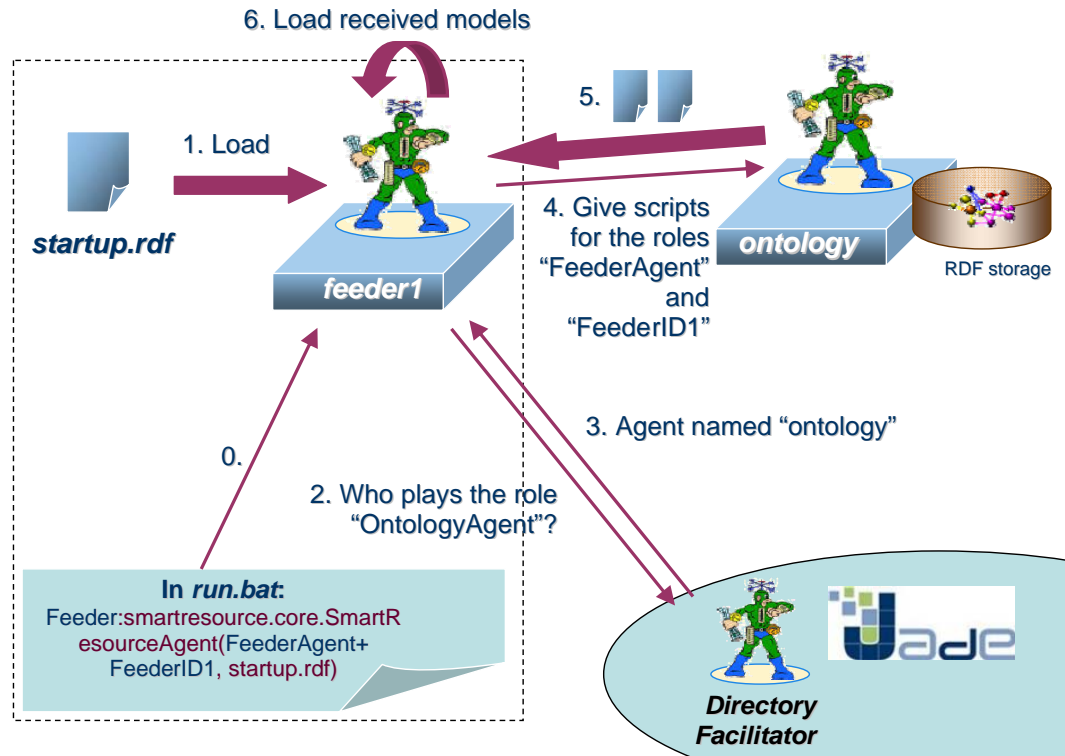 6. Load received models
1. Load
startup.rdf
feeder1
5.
4. Give scripts
for the roles
“FeederAgent”
and
“FeederID1”
ontology
RDF storage
0.
2. Who plays the role
“OntologyAgent”?
3. Agent named “ontology”
In run.bat:
Feeder:smartresource.core.SmartR
esourceAgent(FeederAgent+
FeederID1, startup.rdf)
Jade
Directory
Facilitator